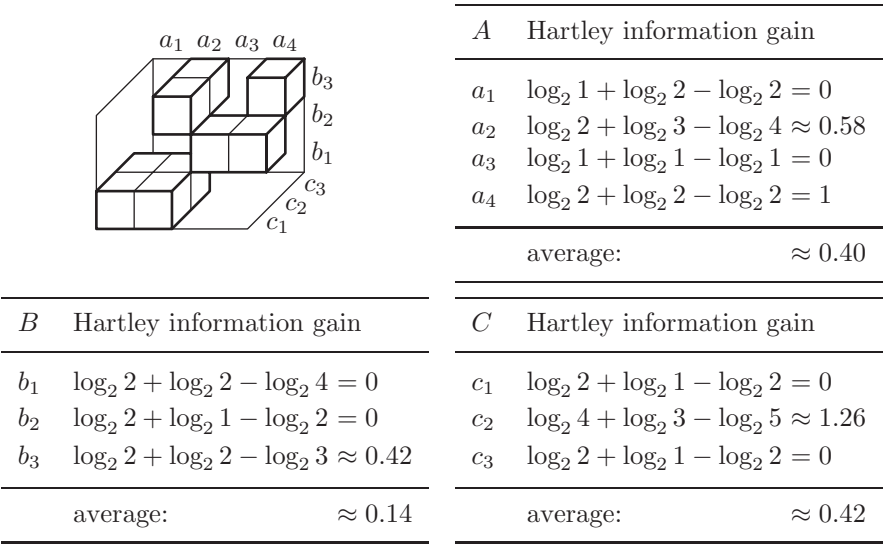 a₁ a₂ a₃ a₄
b₃
b₂
b₁
c₃
c₂
c₁
A Hartley information gain
a₁ log₂ 1 + log₂ 2 − log₂ 2 = 0
a₂ log₂ 2 + log₂ 3 − log₂ 4 ≈ 0.58
a₃ log₂ 1 + log₂ 1 − log₂ 1 = 0
a₄ log₂ 2 + log₂ 2 − log₂ 2 = 1
average: ≈ 0.40
B Hartley information gain
b₁ log₂ 2 + log₂ 2 − log₂ 4 = 0
b₂ log₂ 2 + log₂ 1 − log₂ 2 = 0
b₃ log₂ 2 + log₂ 2 − log₂ 3 ≈ 0.42
average: ≈ 0.14
C Hartley information gain
c₁ log₂ 2 + log₂ 1 − log₂ 2 = 0
c₂ log₂ 4 + log₂ 3 − log₂ 5 ≈ 1.26
c₃ log₂ 2 + log₂ 1 − log₂ 2 = 0
average: ≈ 0.42